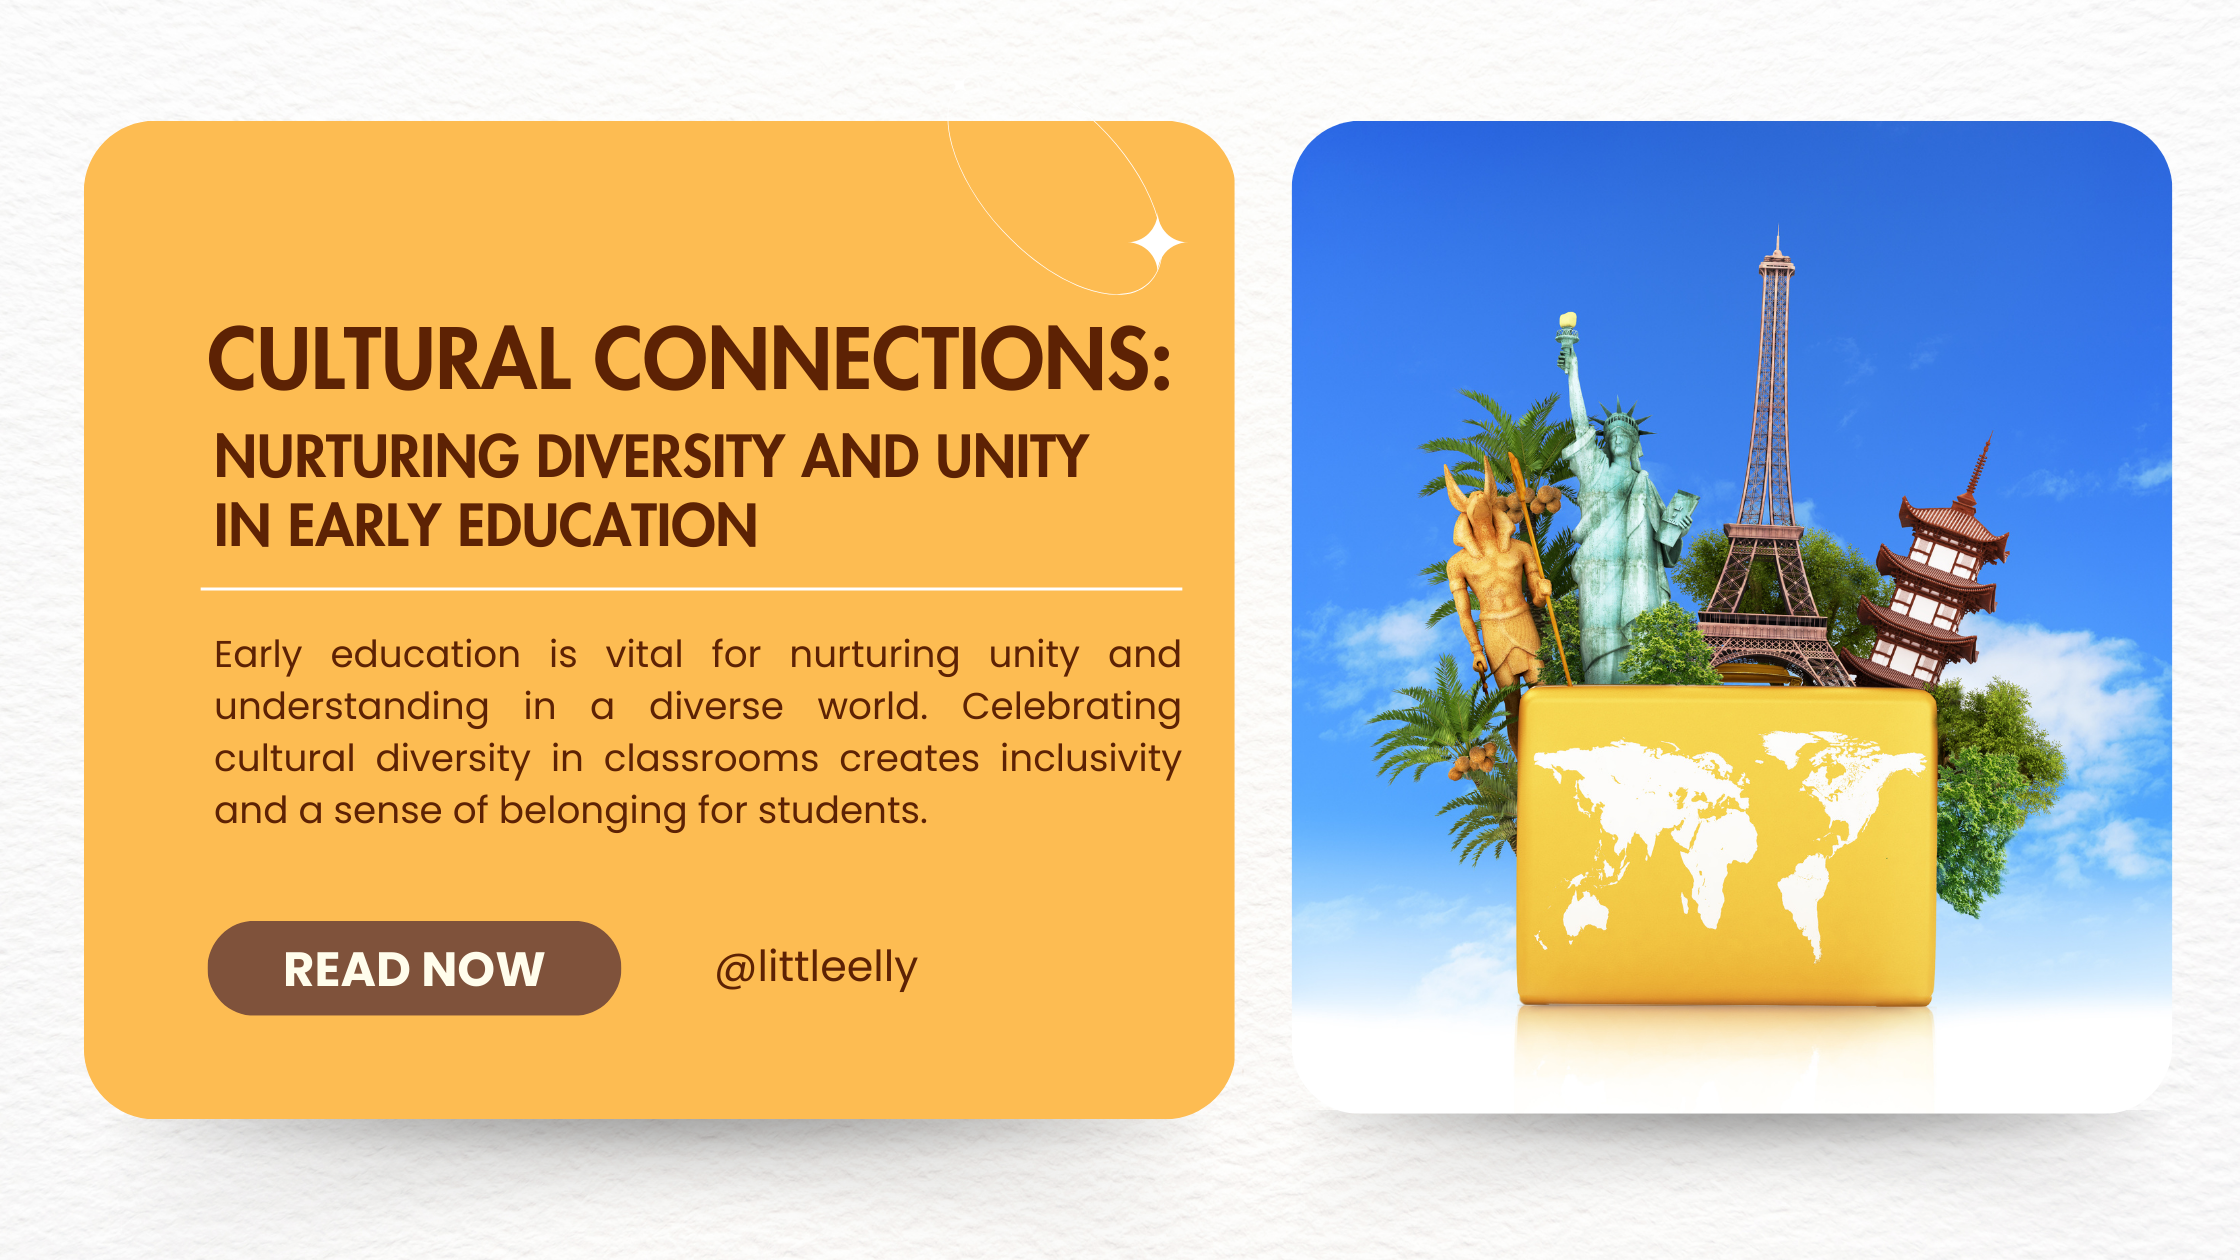 CULTURAL CONNECTIONS:
NURTURING DIVERSITY AND UNITY
IN EARLY EDUCATION
Early education is vital for nurturing unity and
understanding in a diverse world. Celebrating
cultural diversity in classrooms creates inclusivity
and a sense of belonging for students.
READ NOW
@littleelly